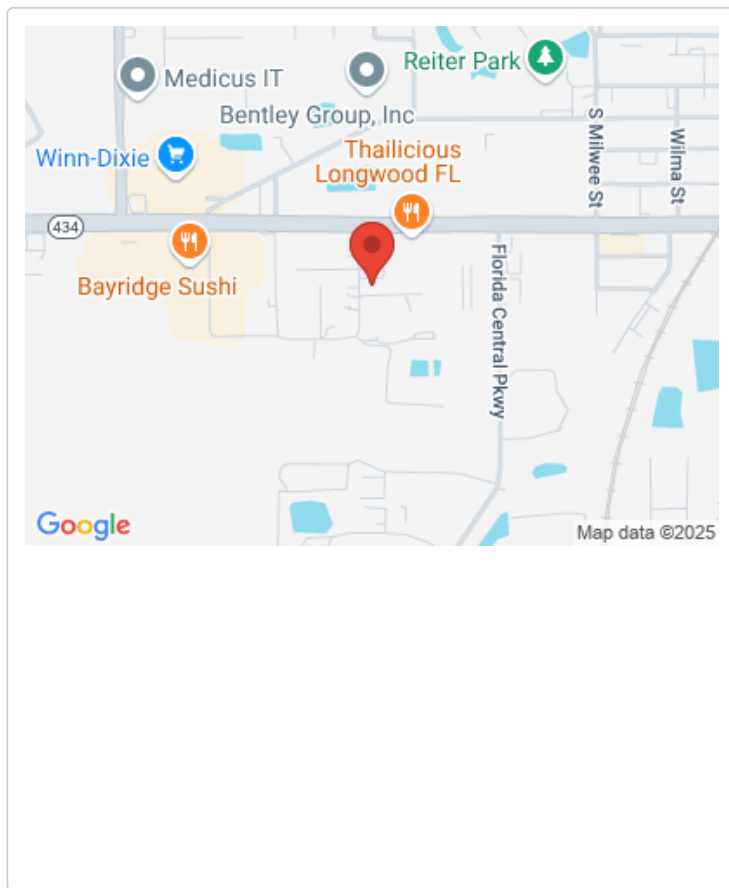 Reiter Park
Medicus IT
Bentley Group, Inc
S Milwee St
Wilma St
Winn-Dixie
Thailicious
Longwood FL
434
Bayridge Sushi
Florida Central Pkwy
Google
Map data ©2025